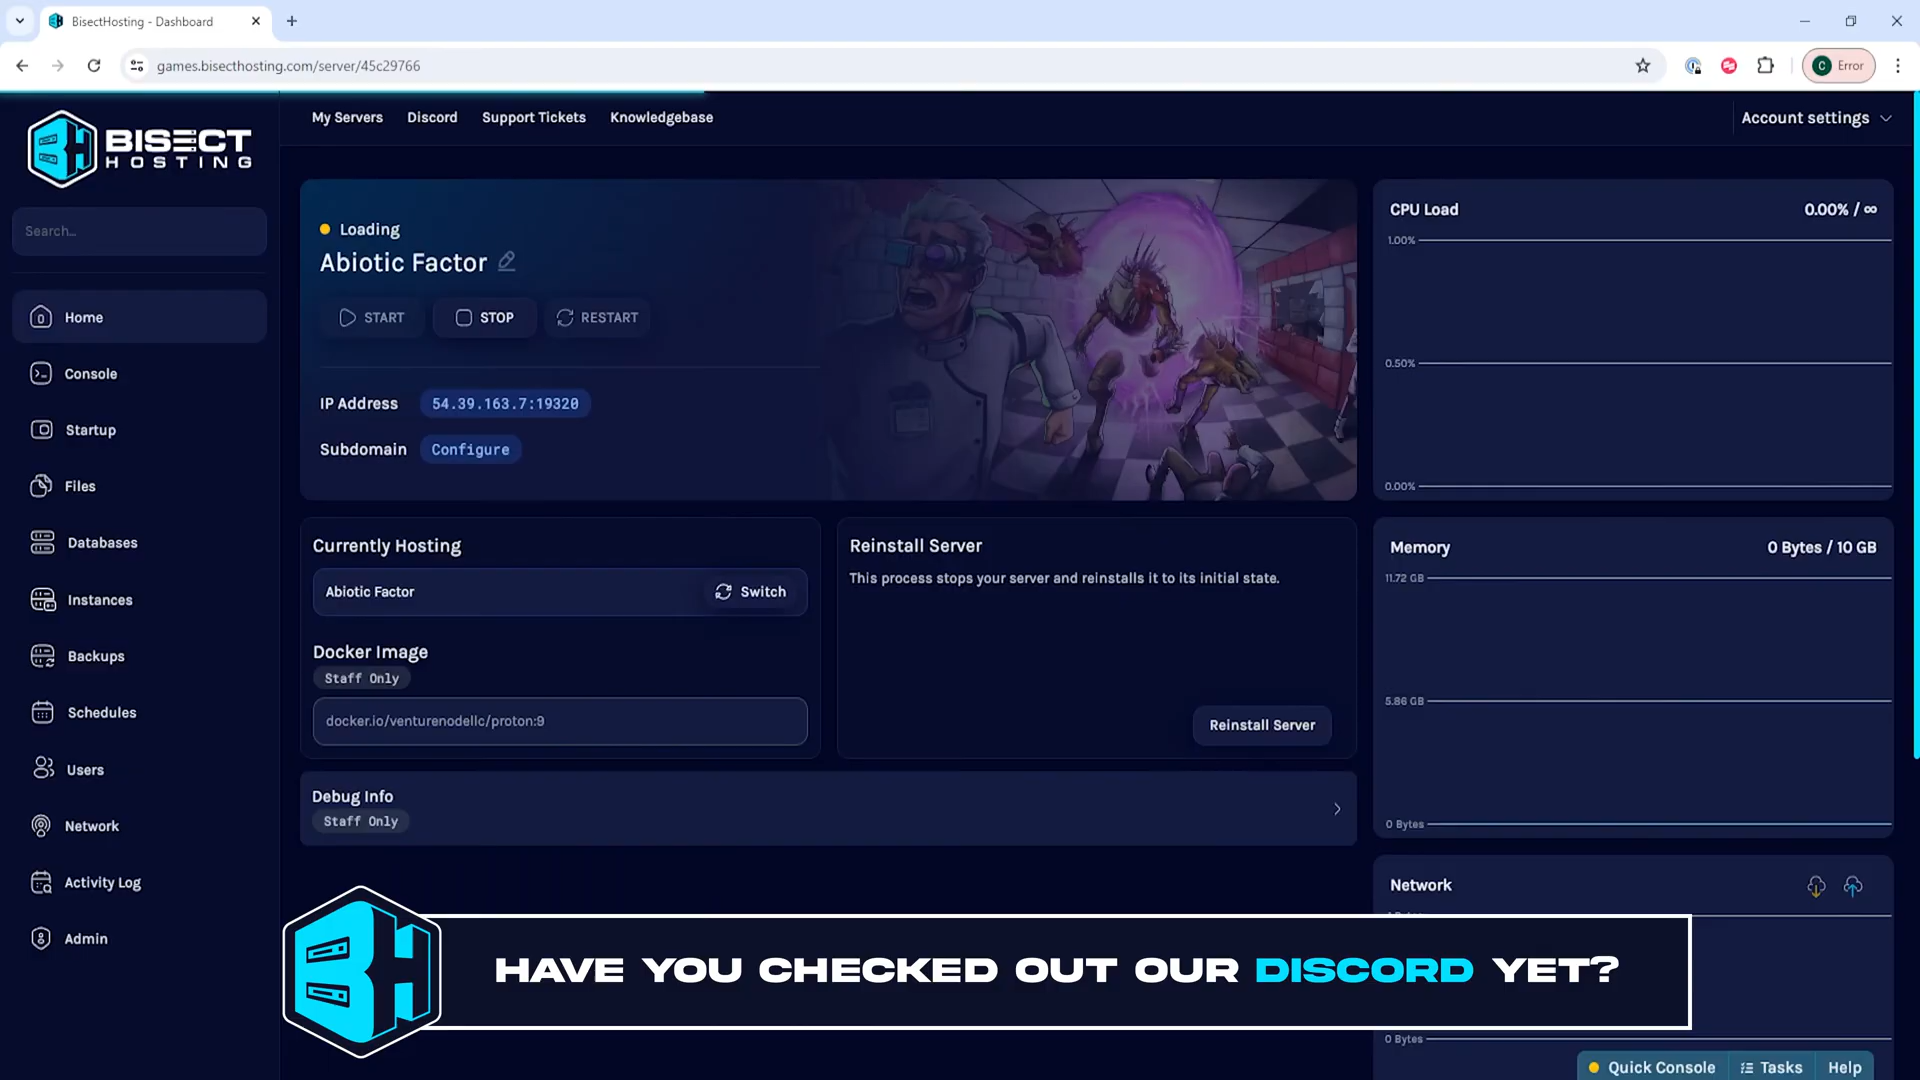 BisectHosting - Dashboard
games.bisecthosting.com/server/45c29766
C Error
BISECT
HOSTING
My Servers
Discord
Support Tickets
Knowledgebase
Account settings
Search...
Home
Console
Startup
Files
Databases
Instances
Backups
Schedules
Users
Network
Activity Log
Admin
Loading
Abiotic Factor
START
STOP
RESTART
IP Address 54.39.163.7:19320
Subdomain Configure
Currently Hosting
Abiotic Factor
Switch
Docker Image
Staff Only
docker.io/venturenodellc/proton:9
Reinstall Server
This process stops your server and reinstalls it to its initial state.
Reinstall Server
Debug Info
Staff Only
CPU Load 0.00% / ∞
1.00%
0.50%
0.00%
Memory 0 Bytes / 10 GB
11.72 GB
5.86 GB
0 Bytes
Network
0 Bytes
HAVE YOU CHECKED OUT OUR DISCORD YET?
Quick Console
Tasks
Help